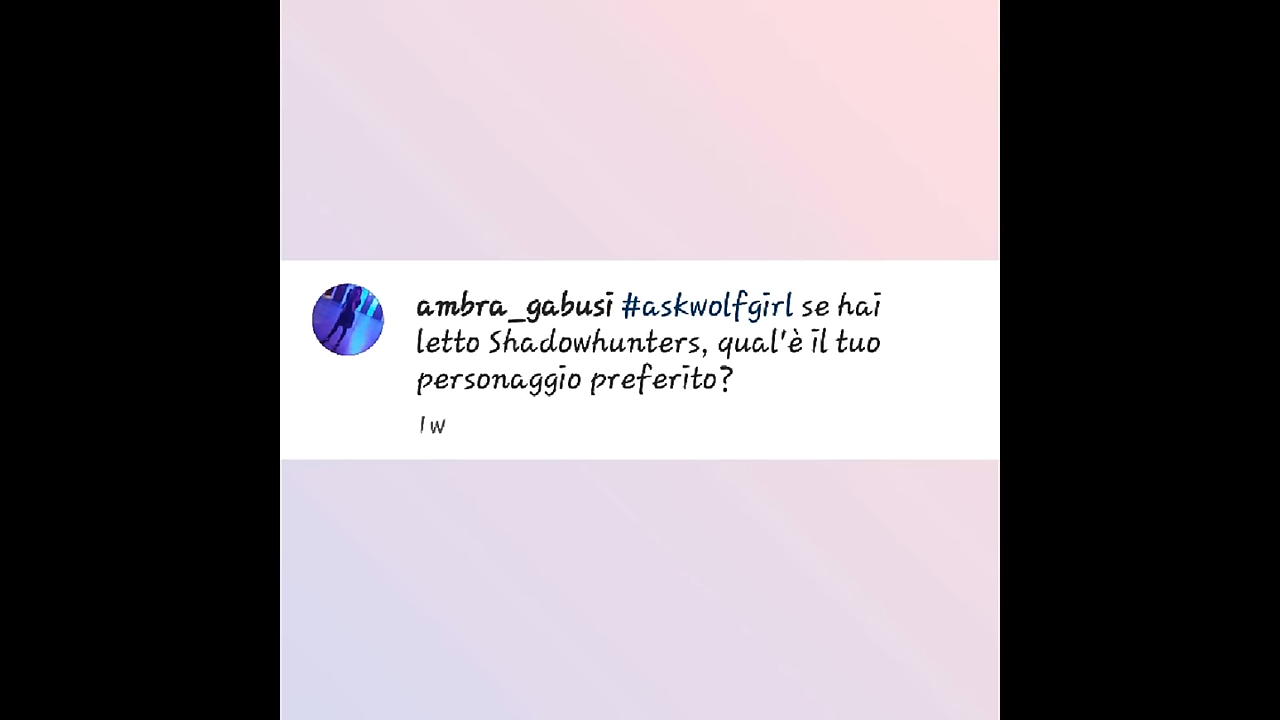 ambra_gabusi #askwolfgirl se hai
letto Shadowhunters, qual'è il tuo
personaggio preferito?
1w